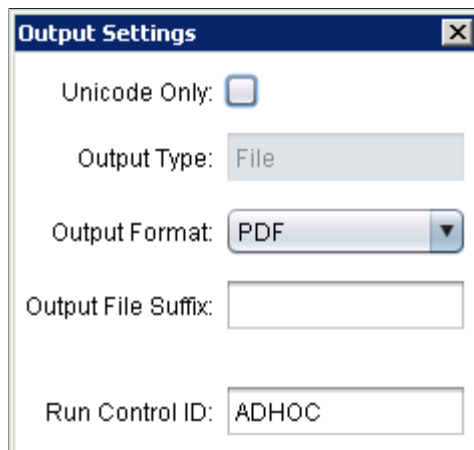 Output Settings
Unicode Only:
Output Type: File
Output Format: PDF
Output File Suffix:
Run Control ID: ADHOC